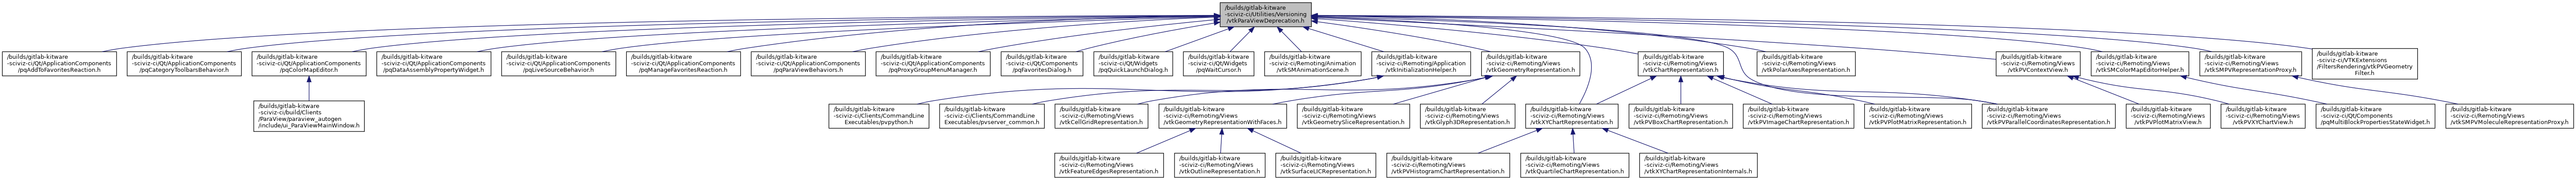 /builds/gitlab-kitware
-sciviz-ci/Utilities/Versioning
/vtkParaViewDeprecation.h
/builds/gitlab-kitware
-sciviz-ci/Qt/ApplicationComponents
/pqAddToFavoritesReaction.h
/builds/gitlab-kitware
-sciviz-ci/Qt/ApplicationComponents
/pqCategoryToolbarsBehavior.h
/builds/gitlab-kitware
-sciviz-ci/Qt/ApplicationComponents
/pqColorMapEditor.h
/builds/gitlab-kitware
-sciviz-ci/Qt/ApplicationComponents
/pqDataAssemblyPropertyWidget.h
/builds/gitlab-kitware
-sciviz-ci/Qt/ApplicationComponents
/pqLiveSourceBehavior.h
/builds/gitlab-kitware
-sciviz-ci/Qt/ApplicationComponents
/pqManageFavoritesReaction.h
/builds/gitlab-kitware
-sciviz-ci/Qt/ApplicationComponents
/pqParaViewBehaviors.h
/builds/gitlab-kitware
-sciviz-ci/Qt/ApplicationComponents
/pqProxyGroupMenuManager.h
/builds/gitlab-kitware
-sciviz-ci/Qt/Components
/pqFavoritesDialog.h
/builds/gitlab-kitware
-sciviz-ci/Qt/Widgets
/pqQuickLaunchDialog.h
/builds/gitlab-kitware
-sciviz-ci/Qt/Widgets
/pqWaitCursor.h
/builds/gitlab-kitware
-sciviz-ci/Remoting/Animation
/vtkSMAnimationScene.h
/builds/gitlab-kitware
-sciviz-ci/Remoting/Application
/vtkInitializationHelper.h
/builds/gitlab-kitware
-sciviz-ci/Remoting/Views
/vtkGeometryRepresentation.h
/builds/gitlab-kitware
-sciviz-ci/Remoting/Views
/vtkChartRepresentation.h
/builds/gitlab-kitware
-sciviz-ci/Remoting/Views
/vtkPolarAxesRepresentation.h
/builds/gitlab-kitware
-sciviz-ci/Remoting/Views
/vtkPVContextView.h
/builds/gitlab-kitware
-sciviz-ci/Remoting/Views
/vtkSMColorMapEditorHelper.h
/builds/gitlab-kitware
-sciviz-ci/Remoting/Views
/vtkSMPVRepresentationProxy.h
/builds/gitlab-kitware
-sciviz-ci/VTKExtensions
/FiltersRendering/vtkPVGeometry
Filter.h
/builds/gitlab-kitware
-sciviz-ci/build/Clients
/ParaView/paraview_autogen
/include/ui_ParaViewMainWindow.h
/builds/gitlab-kitware
-sciviz-ci/Clients/CommandLine
Executables/pvpython.h
/builds/gitlab-kitware
-sciviz-ci/Clients/CommandLine
Executables/pvserver_common.h
/builds/gitlab-kitware
-sciviz-ci/Remoting/Views
/vtkCellGridRepresentation.h
/builds/gitlab-kitware
-sciviz-ci/Remoting/Views
/vtkGeometryRepresentationWithFaces.h
/builds/gitlab-kitware
-sciviz-ci/Remoting/Views
/vtkGeometrySliceRepresentation.h
/builds/gitlab-kitware
-sciviz-ci/Remoting/Views
/vtkGlyph3DRepresentation.h
/builds/gitlab-kitware
-sciviz-ci/Remoting/Views
/vtkXYChartRepresentation.h
/builds/gitlab-kitware
-sciviz-ci/Remoting/Views
/vtkPVBoxChartRepresentation.h
/builds/gitlab-kitware
-sciviz-ci/Remoting/Views
/vtkPVImageChartRepresentation.h
/builds/gitlab-kitware
-sciviz-ci/Remoting/Views
/vtkPVPlotMatrixRepresentation.h
/builds/gitlab-kitware
-sciviz-ci/Remoting/Views
/vtkPVParallelCoordinatesRepresentation.h
/builds/gitlab-kitware
-sciviz-ci/Remoting/Views
/vtkPVPlotMatrixView.h
/builds/gitlab-kitware
-sciviz-ci/Remoting/Views
/vtkPVXYChartView.h
/builds/gitlab-kitware
-sciviz-ci/Qt/Components
/pqMultiBlockPropertiesStateWidget.h
/builds/gitlab-kitware
-sciviz-ci/Remoting/Views
/vtkSMPVMoleculeRepresentationProxy.h
/builds/gitlab-kitware
-sciviz-ci/Remoting/Views
/vtkFeatureEdgesRepresentation.h
/builds/gitlab-kitware
-sciviz-ci/Remoting/Views
/vtkOutlineRepresentation.h
/builds/gitlab-kitware
-sciviz-ci/Remoting/Views
/vtkSurfaceLICRepresentation.h
/builds/gitlab-kitware
-sciviz-ci/Remoting/Views
/vtkPVHistogramChartRepresentation.h
/builds/gitlab-kitware
-sciviz-ci/Remoting/Views
/vtkQuartileChartRepresentation.h
/builds/gitlab-kitware
-sciviz-ci/Remoting/Views
/vtkXYChartRepresentationInternals.h